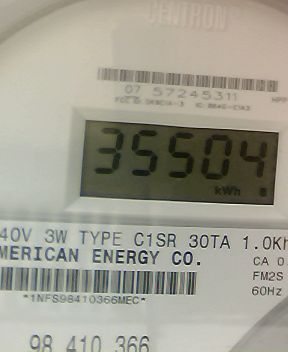 CENTRON
07 57245311
35504
kWh
40V 3W TYPE C1SR 30TA 1.0Kh
MERICAN ENERGY CO.
CA 0.
FM2S
60Hz
*1NFS98410366MEC*
98 410 366